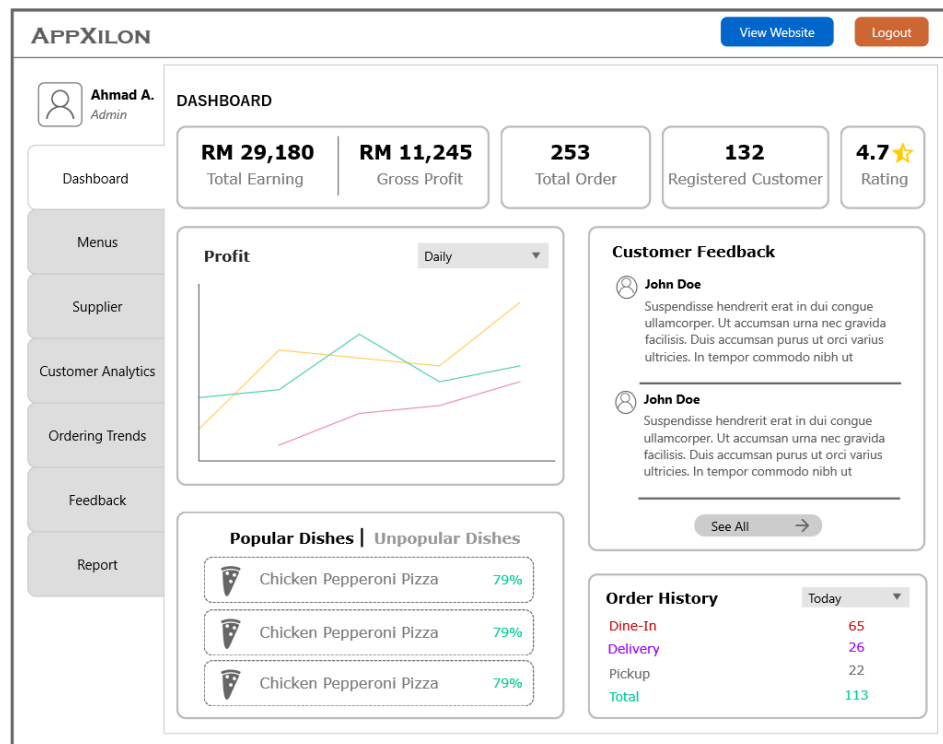 APPXILON
View Website
Logout
Ahmad A.
Admin
Dashboard
Menus
Supplier
Customer Analytics
Ordering Trends
Feedback
Report
DASHBOARD
RM 29,180
Total Earning
RM 11,245
Gross Profit
253
Total Order
132
Registered Customer
4.7
Rating
Profit
Daily
Popular Dishes | Unpopular Dishes
Chicken Pepperoni Pizza 79%
Chicken Pepperoni Pizza 79%
Chicken Pepperoni Pizza 79%
Customer Feedback
John Doe
Suspendisse hendrerit erat in dui congue
ullamcorper. Ut accumsan urna nec gravida
facilisis. Duis accumsan purus ut orci varius
ultricies. In tempor commodo nibh ut
John Doe
Suspendisse hendrerit erat in dui congue
ullamcorper. Ut accumsan urna nec gravida
facilisis. Duis accumsan purus ut orci varius
ultricies. In tempor commodo nibh ut
See All
Order History
Today
Dine-In 65
Delivery 26
Pickup 22
Total 113